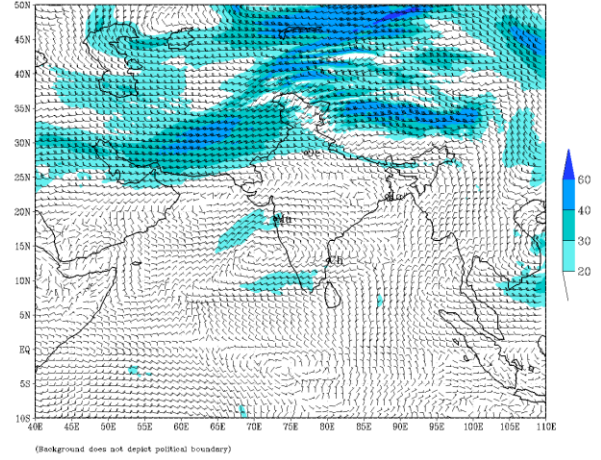 50N
45N
40N
35N
30N
25N
20N
15N
10N
5N
EQ
5S
10S
40E 45E 50E 55E 60E 65E 70E 75E 80E 85E 90E 95E 100E 105E 110E
60
40
30
20
(Background does not depict political boundary)